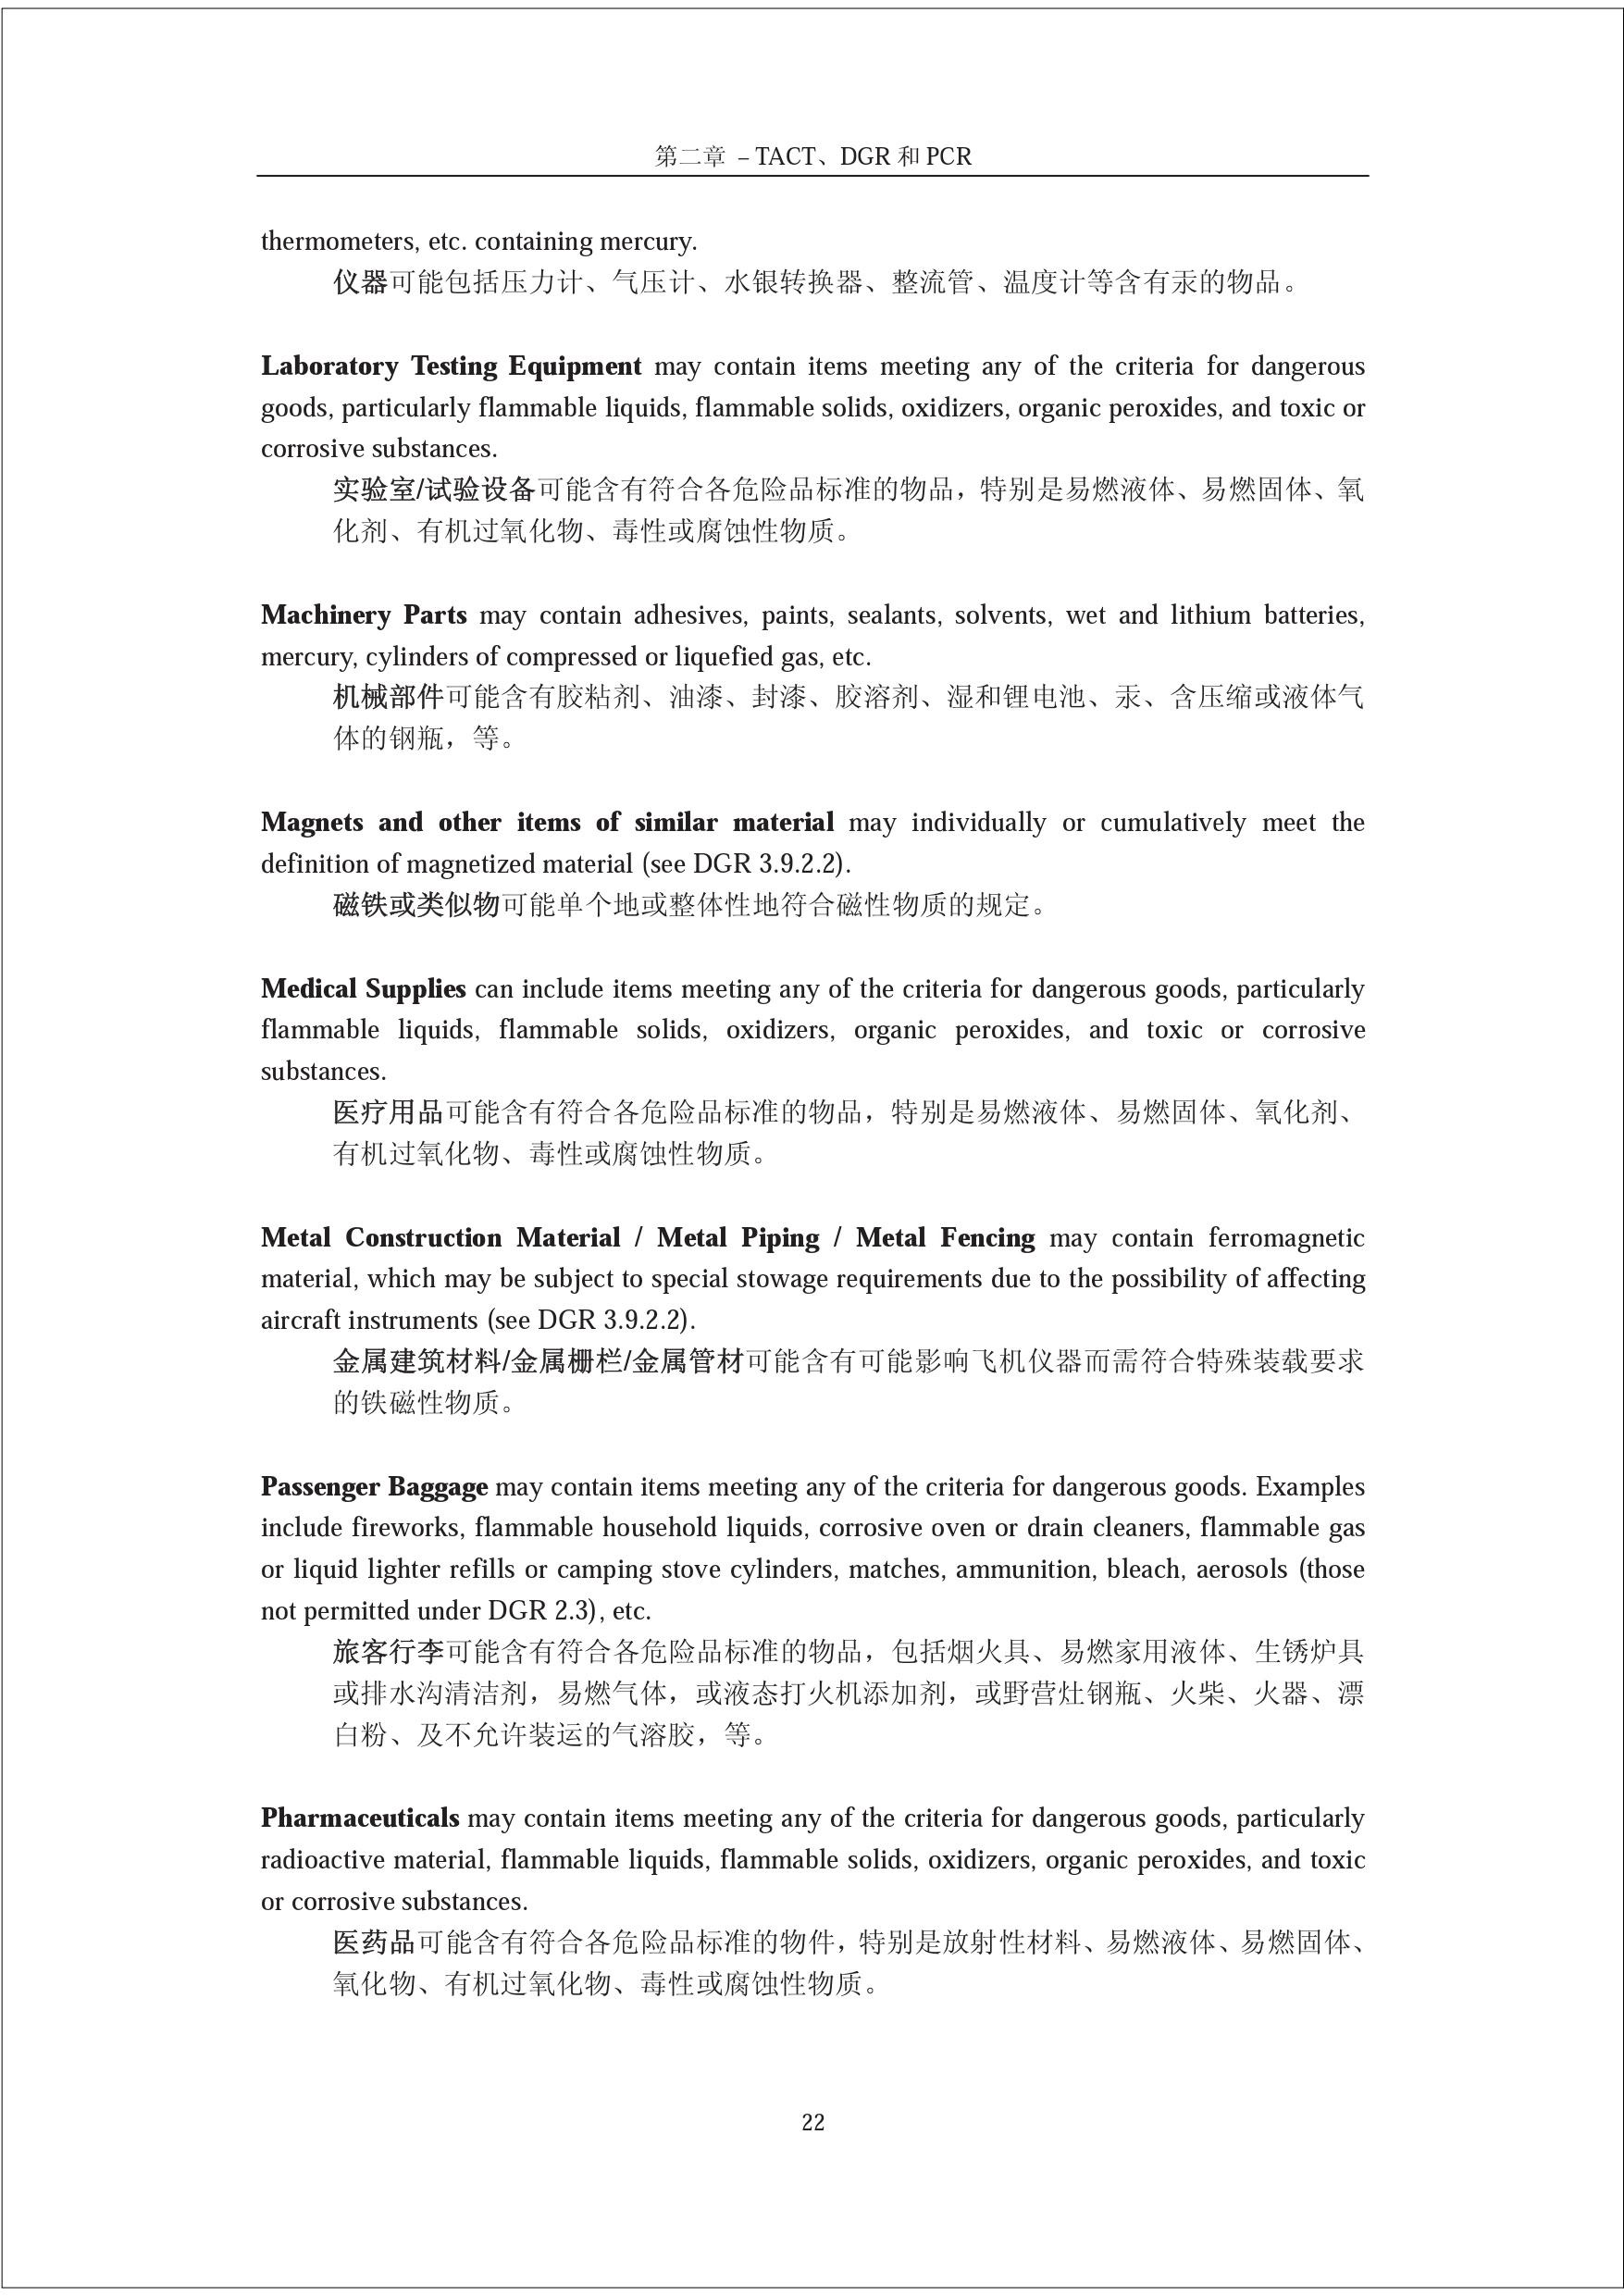 第二章 – TACT、DGR 和 PCR
thermometers, etc. containing mercury.
仪器可能包括压力计、气压计、水银转换器、整流管、温度计等含有汞的物品。
Laboratory Testing Equipment may contain items meeting any of the criteria for dangerous
goods, particularly flammable liquids, flammable solids, oxidizers, organic peroxides, and toxic or
corrosive substances.
实验室/试验设备可能含有符合各危险品标准的物品，特别是易燃液体、易燃固体、氧
化剂、有机过氧化物、毒性或腐蚀性物质。
Machinery Parts may contain adhesives, paints, sealants, solvents, wet and lithium batteries,
mercury, cylinders of compressed or liquefied gas, etc.
机械部件可能含有胶粘剂、油漆、封漆、胶溶剂、湿和锂电池、汞、含压缩或液体气
体的钢瓶，等。
Magnets and other items of similar material may individually or cumulatively meet the
definition of magnetized material (see DGR 3.9.2.2).
磁铁或类似物可能单个地或整体性地符合磁性物质的规定。
Medical Supplies can include items meeting any of the criteria for dangerous goods, particularly
flammable liquids, flammable solids, oxidizers, organic peroxides, and toxic or corrosive
substances.
医疗用品可能含有符合各危险品标准的物品，特别是易燃液体、易燃固体、氧化剂、
有机过氧化物、毒性或腐蚀性物质。
Metal Construction Material / Metal Piping / Metal Fencing may contain ferromagnetic
material, which may be subject to special stowage requirements due to the possibility of affecting
aircraft instruments (see DGR 3.9.2.2).
金属建筑材料/金属栅栏/金属管材可能含有可能影响飞机仪器而需符合特殊装载要求
的铁磁性物质。
Passenger Baggage may contain items meeting any of the criteria for dangerous goods. Examples
include fireworks, flammable household liquids, corrosive oven or drain cleaners, flammable gas
or liquid lighter refills or camping stove cylinders, matches, ammunition, bleach, aerosols (those
not permitted under DGR 2.3), etc.
旅客行李可能含有符合各危险品标准的物品，包括烟火具、易燃家用液体、生锈炉具
或排水沟清洁剂，易燃气体，或液态打火机添加剂，或野营灶钢瓶、火柴、火器、漂
白粉、及不允许装运的气溶胶，等。
Pharmaceuticals may contain items meeting any of the criteria for dangerous goods, particularly
radioactive material, flammable liquids, flammable solids, oxidizers, organic peroxides, and toxic
or corrosive substances.
医药品可能含有符合各危险品标准的物件，特别是放射性材料、易燃液体、易燃固体、
氧化物、有机过氧化物、毒性或腐蚀性物质。
22